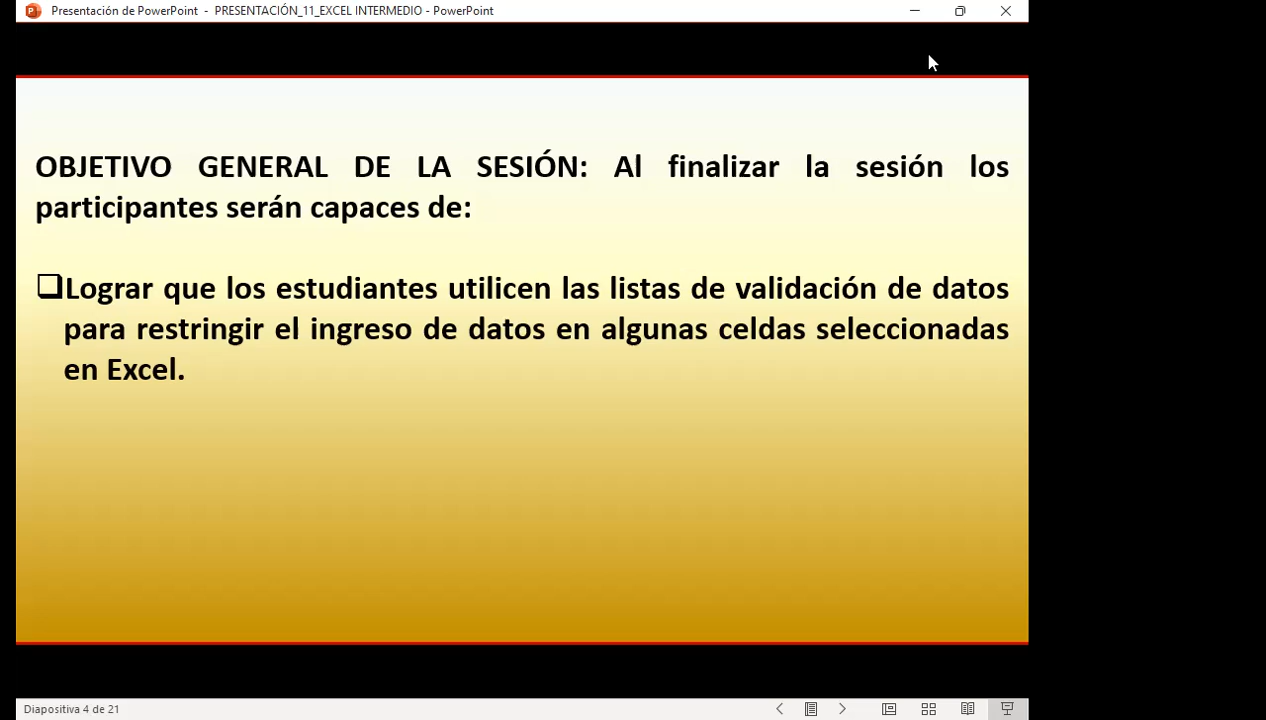 Presentación de PowerPoint - PRESENTACIÓN_11_EXCEL INTERMEDIO - PowerPoint
OBJETIVO GENERAL DE LA SESIÓN: Al finalizar la sesión los
participantes serán capaces de:
❑Lograr que los estudiantes utilicen las listas de validación de datos
para restringir el ingreso de datos en algunas celdas seleccionadas
en Excel.
Diapositiva 4 de 21